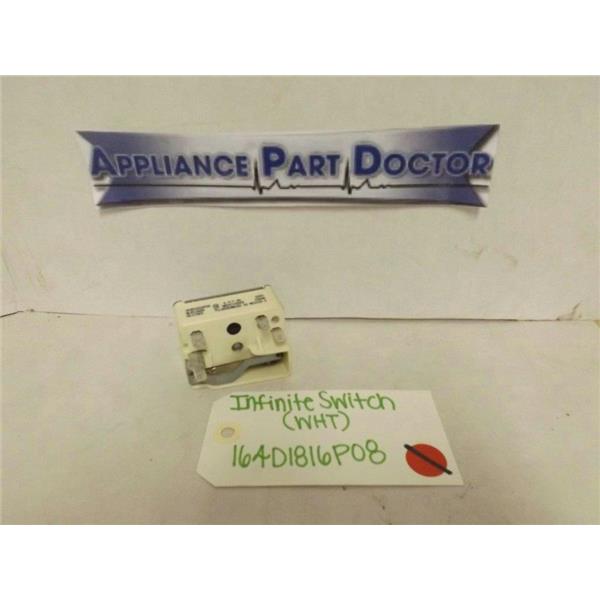 APPLIANCE PART DOCTOR
Infinite Switch
(WHT)
164D1816P08